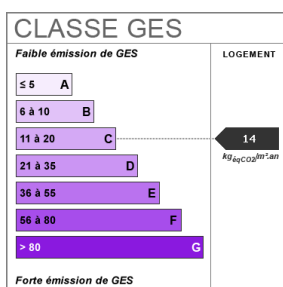 CLASSE GES
Faible émission de GES
LOGEMENT
≤ 5 A
6 à 10 B
11 à 20 C
14
kgéqCO2/m².an
21 à 35 D
36 à 55 E
56 à 80 F
> 80 G
Forte émission de GES